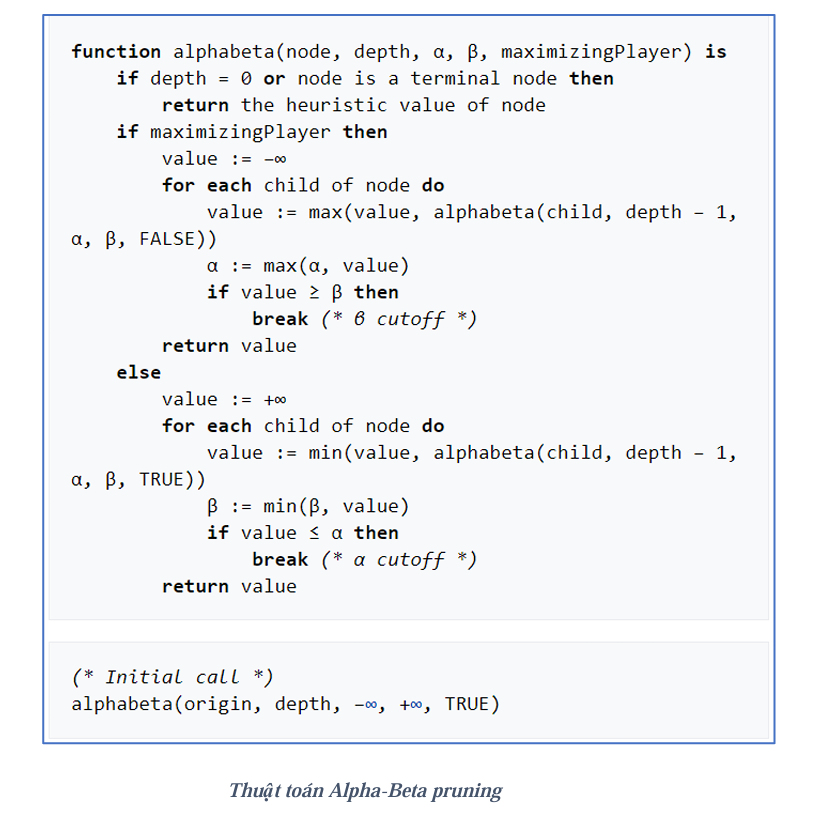 function alphabeta(node, depth, α, β, maximizingPlayer) is
    if depth = 0 or node is a terminal node then
        return the heuristic value of node
    if maximizingPlayer then
        value := −∞
        for each child of node do
            value := max(value, alphabeta(child, depth − 1,
α, β, FALSE))
            α := max(α, value)
            if value ≥ β then
                break (* β cutoff *)
        return value
    else
        value := +∞
        for each child of node do
            value := min(value, alphabeta(child, depth − 1,
α, β, TRUE))
            β := min(β, value)
            if value ≤ α then
                break (* α cutoff *)
        return value
(* Initial call *)
alphabeta(origin, depth, −∞, +∞, TRUE)
Thuật toán Alpha-Beta pruning